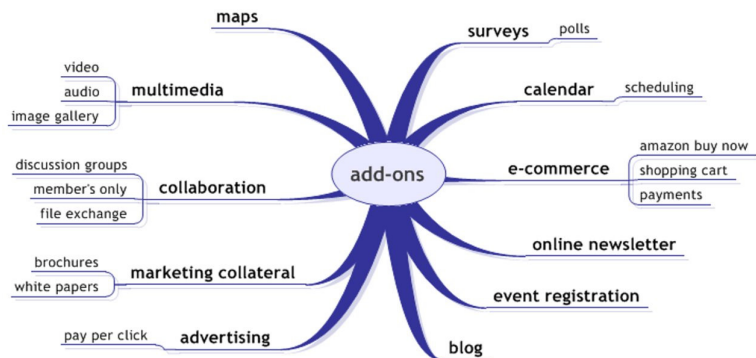 maps
surveys
polls
video
audio
image gallery
multimedia
calendar
scheduling
discussion groups
member's only
file exchange
collaboration
add-ons
e-commerce
amazon buy now
shopping cart
payments
online newsletter
brochures
white papers
marketing collateral
event registration
pay per click
advertising
blog